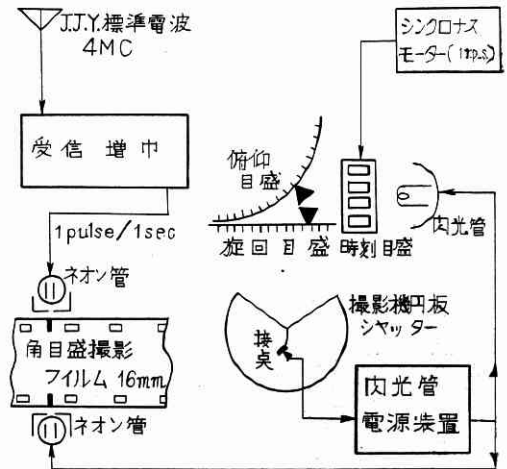 J.J.Y.標準電波
4MC
シンクロナス
モーター(1r.p.s)
受信 増巾
俯仰
目盛
1pulse/1sec
旋回目盛
時刻目盛
閃光管
ネオン管
撮影機円板
シャッター
接点
角目盛撮影
フイルム 16mm
閃光管
電源装置
ネオン管